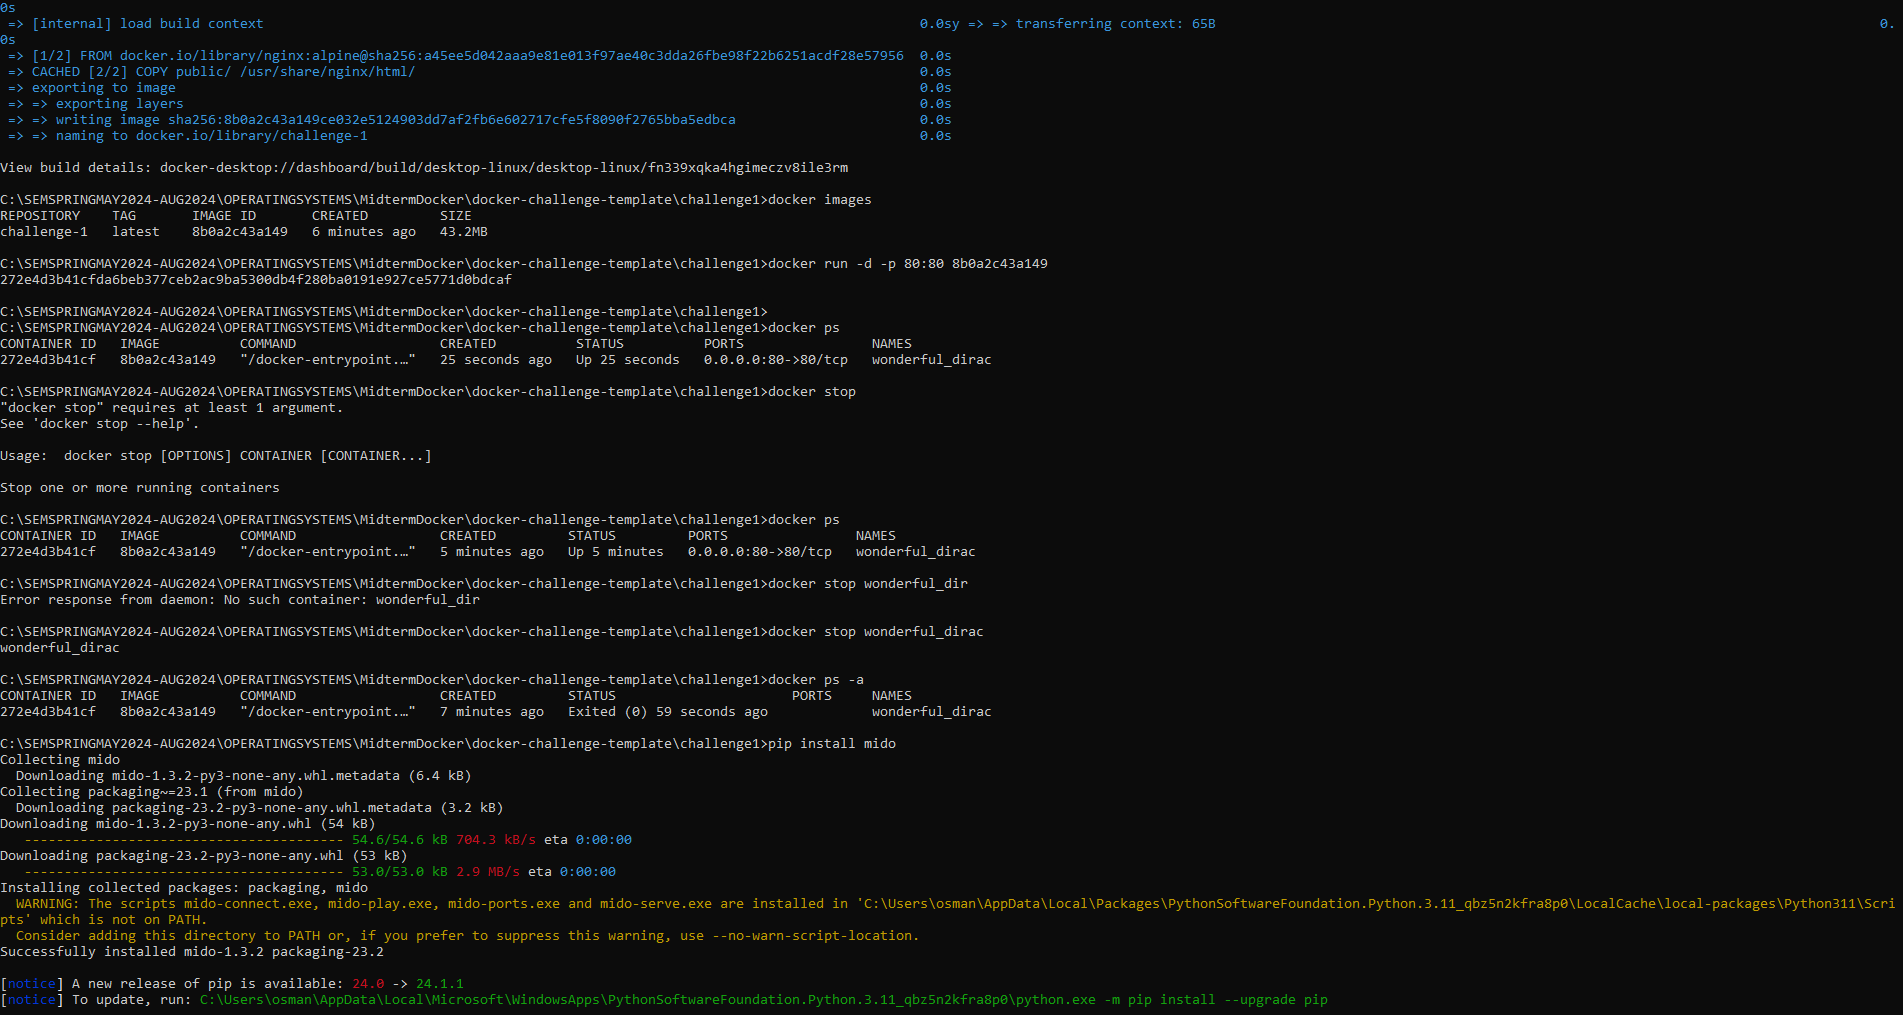 0s
=> [internal] load build context 0.0sy => => transferring context: 65B 0.
0s
=> [1/2] FROM docker.io/library/nginx:alpine@sha256:a45ee5d042aaa9e81e013f97ae40c3dda26fbe98f22b6251acdf28e57956 0.0s
=> CACHED [2/2] COPY public/ /usr/share/nginx/html/ 0.0s
=> exporting to image 0.0s
=> => exporting layers 0.0s
=> => writing image sha256:8b0a2c43a149ce032e5124903dd7af2fb6e602717cfe5f8090f2765bba5edbca 0.0s
=> => naming to docker.io/library/challenge-1 0.0s
View build details: docker-desktop://dashboard/build/desktop-linux/desktop-linux/fn339xqka4hgimeczv8ile3rm
C:\SEMSPRINGMAY2024-AUG2024\OPERATINGSYSTEMS\MidtermDocker\docker-challenge-template\challenge1>docker images
REPOSITORY TAG IMAGE ID CREATED SIZE
challenge-1 latest 8b0a2c43a149 6 minutes ago 43.2MB
C:\SEMSPRINGMAY2024-AUG2024\OPERATINGSYSTEMS\MidtermDocker\docker-challenge-template\challenge1>docker run -d -p 80:80 8b0a2c43a149
272e4d3b41cfda6beb377ceb2ac9ba5300db4f280ba0191e927ce5771d0bdcaf
C:\SEMSPRINGMAY2024-AUG2024\OPERATINGSYSTEMS\MidtermDocker\docker-challenge-template\challenge1>
C:\SEMSPRINGMAY2024-AUG2024\OPERATINGSYSTEMS\MidtermDocker\docker-challenge-template\challenge1>docker ps
CONTAINER ID IMAGE COMMAND CREATED STATUS PORTS NAMES
272e4d3b41cf 8b0a2c43a149 "/docker-entrypoint.…" 25 seconds ago Up 25 seconds 0.0.0.0:80->80/tcp wonderful_dirac
C:\SEMSPRINGMAY2024-AUG2024\OPERATINGSYSTEMS\MidtermDocker\docker-challenge-template\challenge1>docker stop
"docker stop" requires at least 1 argument.
See 'docker stop --help'.
Usage:  docker stop [OPTIONS] CONTAINER [CONTAINER...]
Stop one or more running containers
C:\SEMSPRINGMAY2024-AUG2024\OPERATINGSYSTEMS\MidtermDocker\docker-challenge-template\challenge1>docker ps
CONTAINER ID IMAGE COMMAND CREATED STATUS PORTS NAMES
272e4d3b41cf 8b0a2c43a149 "/docker-entrypoint.…" 5 minutes ago Up 5 minutes 0.0.0.0:80->80/tcp wonderful_dirac
C:\SEMSPRINGMAY2024-AUG2024\OPERATINGSYSTEMS\MidtermDocker\docker-challenge-template\challenge1>docker stop wonderful_dir
Error response from daemon: No such container: wonderful_dir
C:\SEMSPRINGMAY2024-AUG2024\OPERATINGSYSTEMS\MidtermDocker\docker-challenge-template\challenge1>docker stop wonderful_dirac
wonderful_dirac
C:\SEMSPRINGMAY2024-AUG2024\OPERATINGSYSTEMS\MidtermDocker\docker-challenge-template\challenge1>docker ps -a
CONTAINER ID IMAGE COMMAND CREATED STATUS PORTS NAMES
272e4d3b41cf 8b0a2c43a149 "/docker-entrypoint.…" 7 minutes ago Exited (0) 59 seconds ago wonderful_dirac
C:\SEMSPRINGMAY2024-AUG2024\OPERATINGSYSTEMS\MidtermDocker\docker-challenge-template\challenge1>pip install mido
Collecting mido
Downloading mido-1.3.2-py3-none-any.whl.metadata (6.4 kB)
Collecting packaging~=23.1 (from mido)
Downloading packaging-23.2-py3-none-any.whl.metadata (3.2 kB)
Downloading mido-1.3.2-py3-none-any.whl (54 kB)
---------------------------------------- 54.6/54.6 kB 704.3 kB/s eta 0:00:00
Downloading packaging-23.2-py3-none-any.whl (53 kB)
---------------------------------------- 53.0/53.0 kB 2.9 MB/s eta 0:00:00
Installing collected packages: packaging, mido
WARNING: The scripts mido-connect.exe, mido-play.exe, mido-ports.exe and mido-serve.exe are installed in 'C:\Users\osman\AppData\Local\Packages\PythonSoftwareFoundation.Python.3.11_qbz5n2kfra8p0\LocalCache\local-packages\Python311\Scri
pts' which is not on PATH.
Consider adding this directory to PATH or, if you prefer to suppress this warning, use --no-warn-script-location.
Successfully installed mido-1.3.2 packaging-23.2
[notice] A new release of pip is available: 24.0 -> 24.1.1
[notice] To update, run: C:\Users\osman\AppData\Local\Microsoft\WindowsApps\PythonSoftwareFoundation.Python.3.11_qbz5n2kfra8p0\python.exe -m pip install --upgrade pip